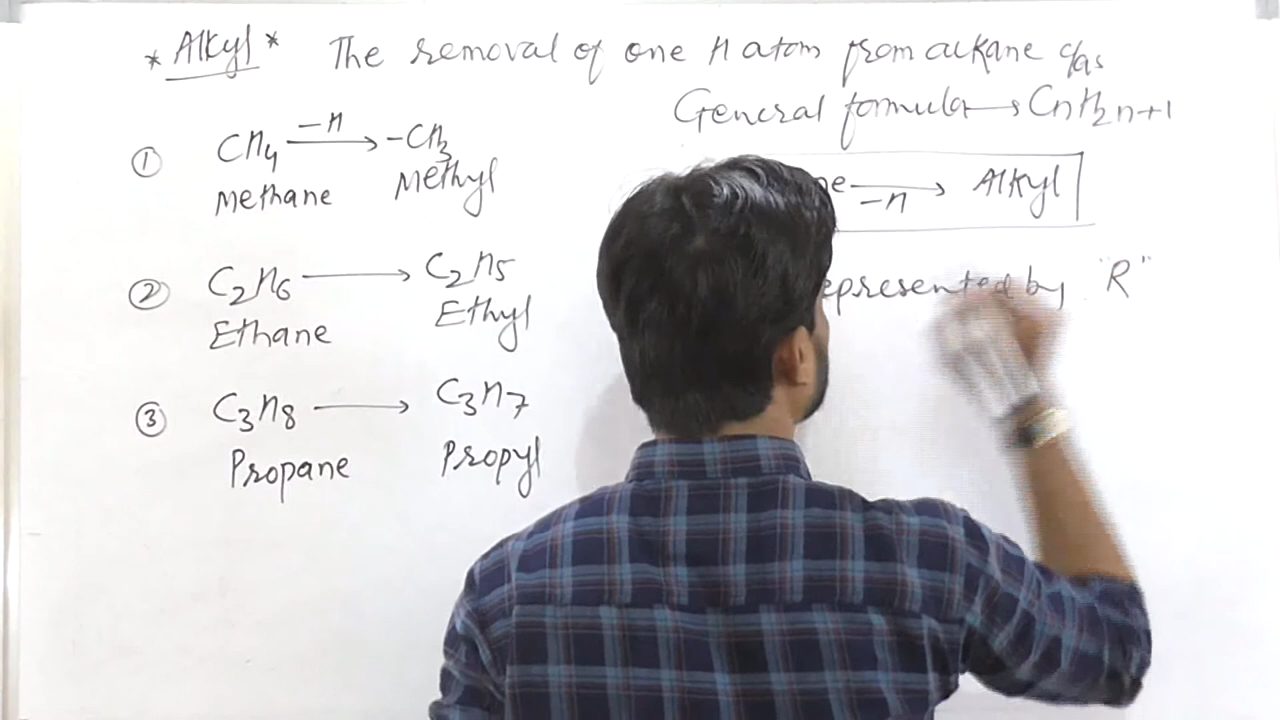 *Alkyl* The removal of one H atom from alkane c/as
General formula → CnH2n+1
① CH4 -H → -CH3
Methane Methyl
-H → Alkyl
② C2H6 → C2H5
Ethane Ethyl
represented by "R"
③ C3H8 → C3H7
Propane Propyl